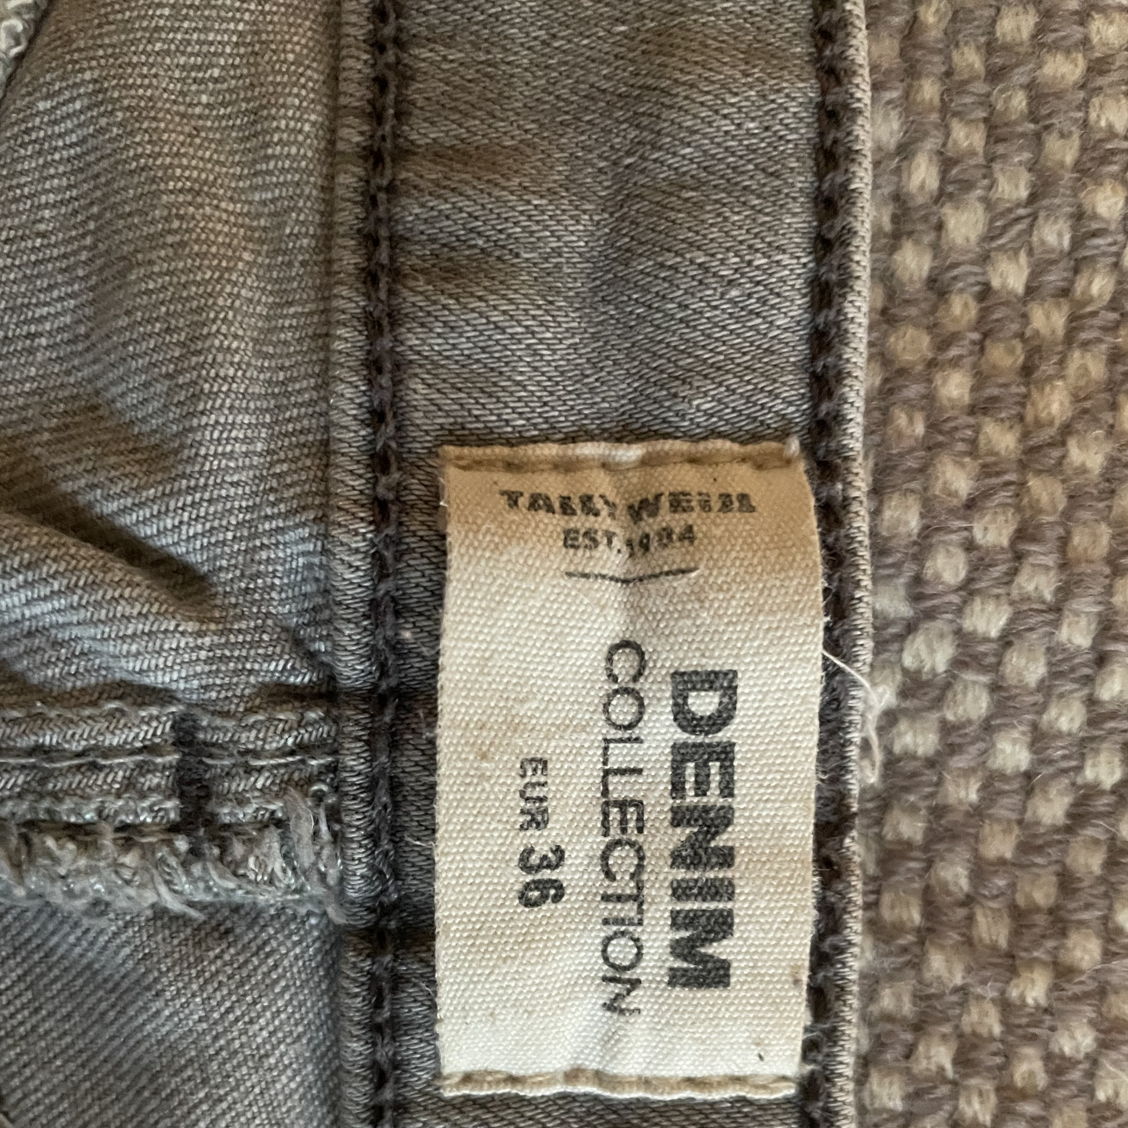 TALLY WEIJL
EST. 1984
DENIM
COLLECTION
EUR 36